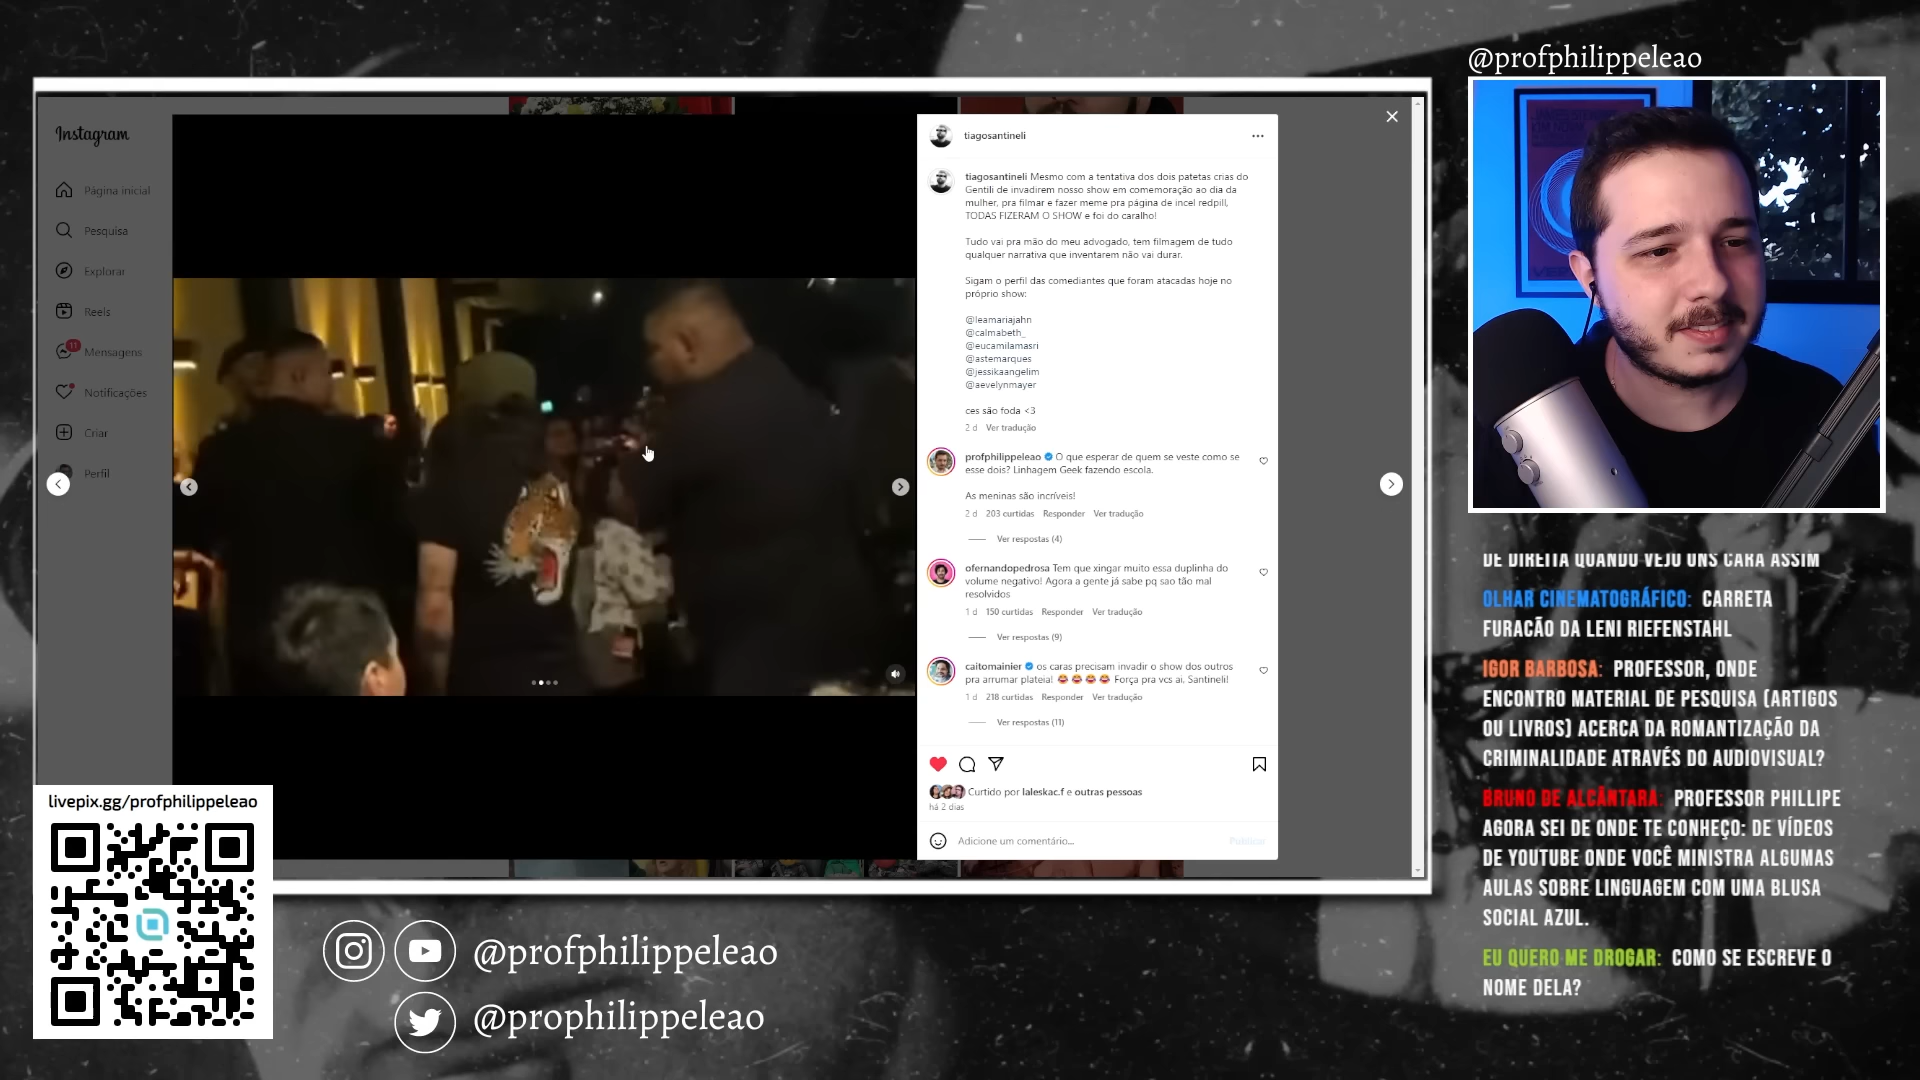 @profphilippeleao
Instagram
Página inicial
Pesquisa
Explorar
Reels
11
Mensagens
Notificações
Criar
Perfil
tiagosantineli
tiagosantineli Mesmo com a tentativa dos dois patetas crias do
Gentili de invadirem nosso show em comemoração ao dia da
mulher, pra filmar e fazer meme pra página de incel redpill,
TODAS FIZERAM O SHOW e foi do caralho!
Tudo vai pra mão do meu advogado, tem filmagem de tudo
qualquer narrativa que inventarem não vai durar.
Sigam o perfil das comediantes que foram atacadas hoje no
próprio show:
@leamariajahn
@calmabeth_
@eucamilamasri
@astemarques
@jessikaangelim
@aevelynmayer
ces são foda <3
2 d Ver tradução
profphilippeleao O que esperar de quem se veste como se
esse dois? Linhagem Geek fazendo escola.
As meninas são incríveis!
2 d 203 curtidas Responder Ver tradução
Ver respostas (4)
ofernandopedrosa Tem que xingar muito essa duplinha do
volume negativo! Agora a gente já sabe pq sao tão mal
resolvidos
1 d 150 curtidas Responder Ver tradução
Ver respostas (9)
caitomainier os caras precisam invadir o show dos outros
pra arrumar plateia! 😂 😂 😂 😂 Força pra vcs ai, Santineli!
1 d 218 curtidas Responder Ver tradução
Ver respostas (11)
Curtido por laleskac.f e outras pessoas
há 2 dias
Adicione um comentário...
Publicar
DE DIREITA QUANDO VEJO UNS CARA ASSIM
OLHAR CINEMATOGRÁFICO: CARRETA
FURACÃO DA LENI RIEFENSTAHL
IGOR BARBOSA: PROFESSOR, ONDE
ENCONTRO MATERIAL DE PESQUISA (ARTIGOS
OU LIVROS) ACERCA DA ROMANTIZAÇÃO DA
CRIMINALIDADE ATRAVÉS DO AUDIOVISUAL?
BRUNO DE ALCÂNTARA: PROFESSOR PHILLIPE
AGORA SEI DE ONDE TE CONHEÇO: DE VÍDEOS
DE YOUTUBE ONDE VOCÊ MINISTRA ALGUMAS
AULAS SOBRE LINGUAGEM COM UMA BLUSA
SOCIAL AZUL.
EU QUERO ME DROGAR: COMO SE ESCREVE O
NOME DELA?
livepix.gg/profphilippeleao
@profphilippeleao
@prophilippeleao